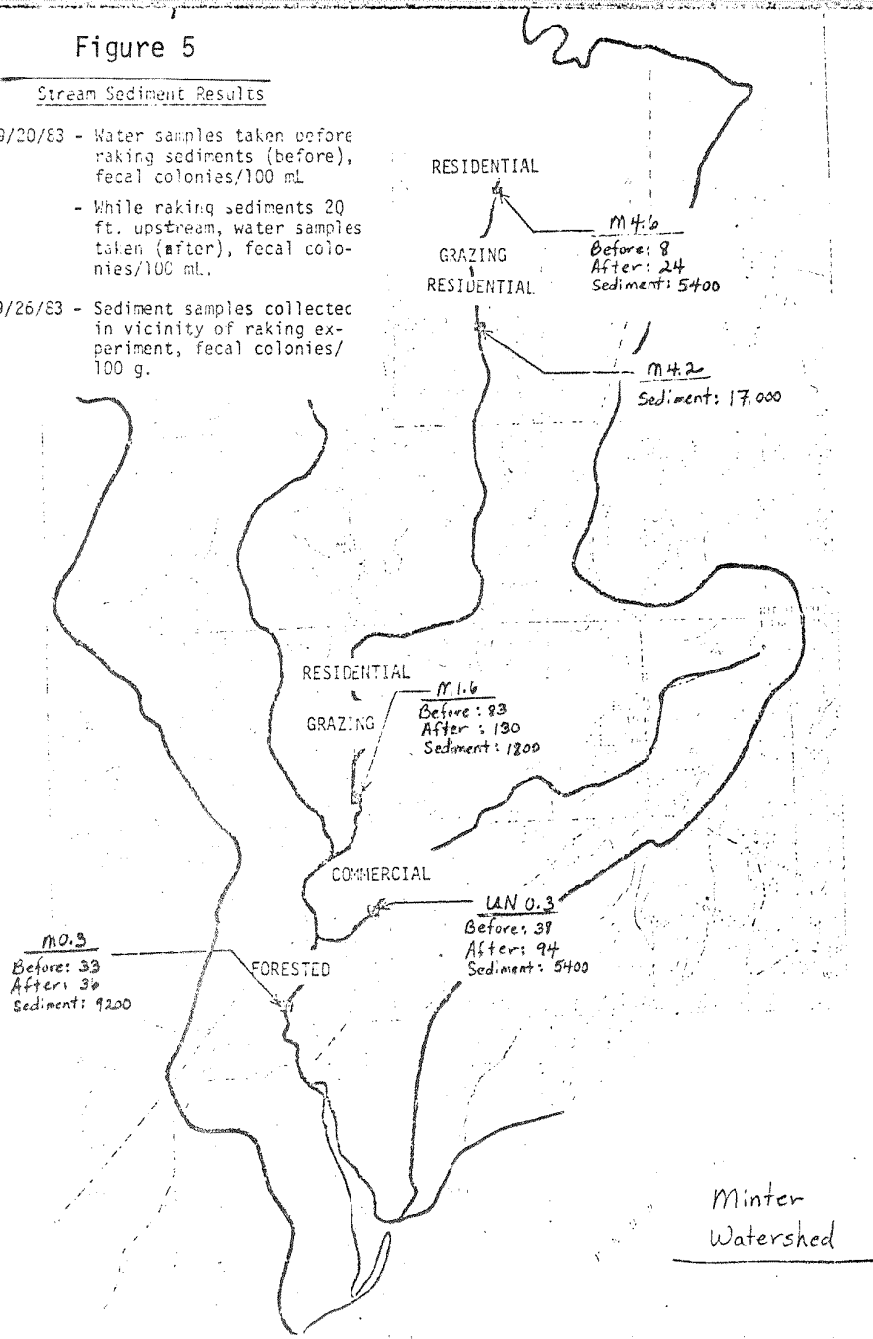 Figure 5
Stream Sediment Results
9/20/83 - Water samples taken before
raking sediments (before),
fecal colonies/100 mL
- While raking sediments 20
ft. upstream, water samples
taken (after), fecal colo-
nies/100 mL.
9/26/83 - Sediment samples collected
in vicinity of raking ex-
periment, fecal colonies/
100 g.
RESIDENTIAL
M4.6
Before: 8
After: 24
Sediment: 5400
GRAZING
RESIDENTIAL
M4.2
Sediment: 17,000
RESIDENTIAL
GRAZING
M1.6
Before: 83
After: 130
Sediment: 1800
COMMERCIAL
UN 0.3
Before: 38
After: 94
Sediment: 5400
M0.3
Before: 33
After: 36
Sediment: 9200
FORESTED
Minter
Watershed